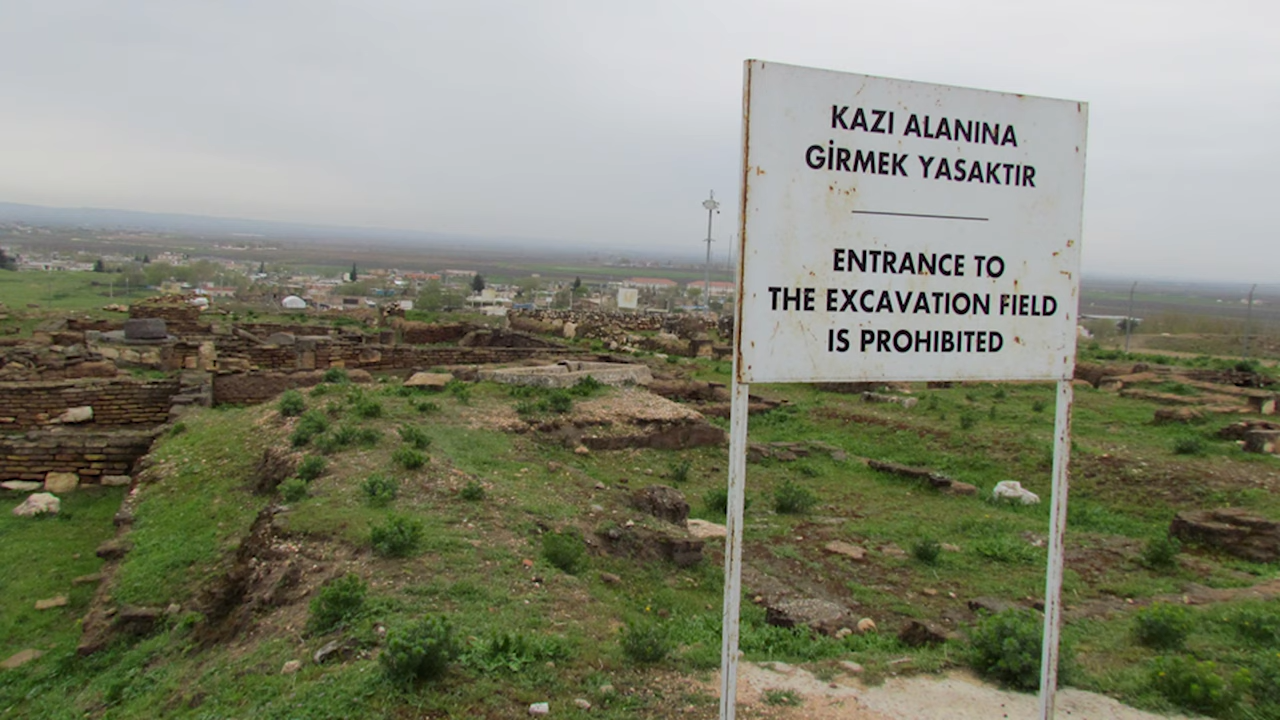 KAZI ALANINA
GİRMEK YASAKTIR
ENTRANCE TO
THE EXCAVATION FIELD
IS PROHIBITED